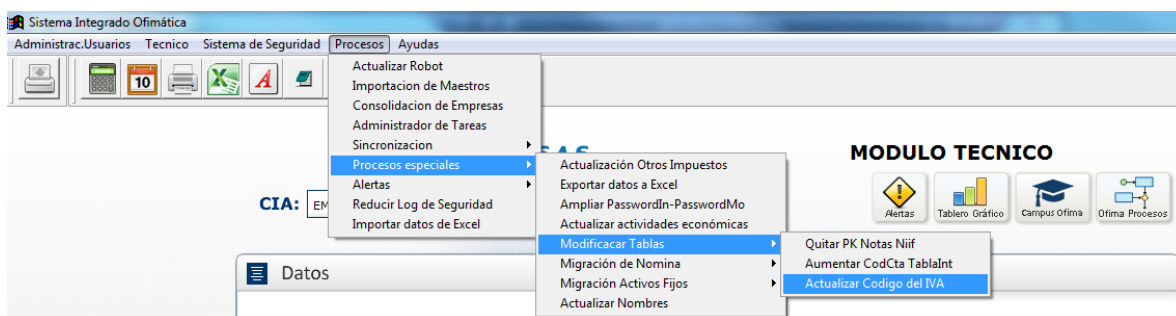 Sistema Integrado Ofimática
Administrac.Usuarios Tecnico Sistema de Seguridad Procesos Ayudas
10 A
Actualizar Robot
Importacion de Maestros
Consolidacion de Empresas
Administrador de Tareas
Sincronizacion
Procesos especiales
Alertas
Reducir Log de Seguridad
Importar datos de Excel
Actualización Otros Impuestos
Exportar datos a Excel
Ampliar PasswordIn-PasswordMo
Actualizar actividades económicas
Modificacar Tablas
Migración de Nomina
Migración Activos Fijos
Actualizar Nombres
Quitar PK Notas Niif
Aumentar CodCta TablaInt
Actualizar Codigo del IVA
MODULO TECNICO
Alertas Tablero Gráfico Campus Ofima Ofima Procesos
CIA: EM
Datos